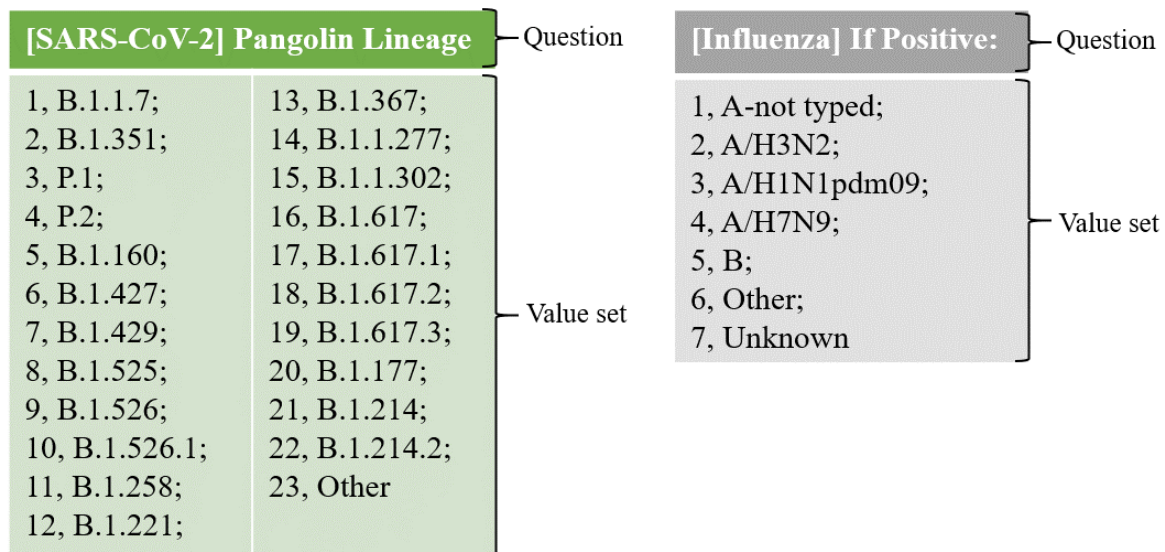 [SARS-CoV-2] Pangolin Lineage
Question
1, B.1.1.7;
2, B.1.351;
3, P.1;
4, P.2;
5, B.1.160;
6, B.1.427;
7, B.1.429;
8, B.1.525;
9, B.1.526;
10, B.1.526.1;
11, B.1.258;
12, B.1.221;
13, B.1.367;
14, B.1.1.277;
15, B.1.1.302;
16, B.1.617;
17, B.1.617.1;
18, B.1.617.2;
19, B.1.617.3;
20, B.1.177;
21, B.1.214;
22, B.1.214.2;
23, Other
Value set
[Influenza] If Positive:
Question
1, A-not typed;
2, A/H3N2;
3, A/H1N1pdm09;
4, A/H7N9;
5, B;
6, Other;
7, Unknown
Value set